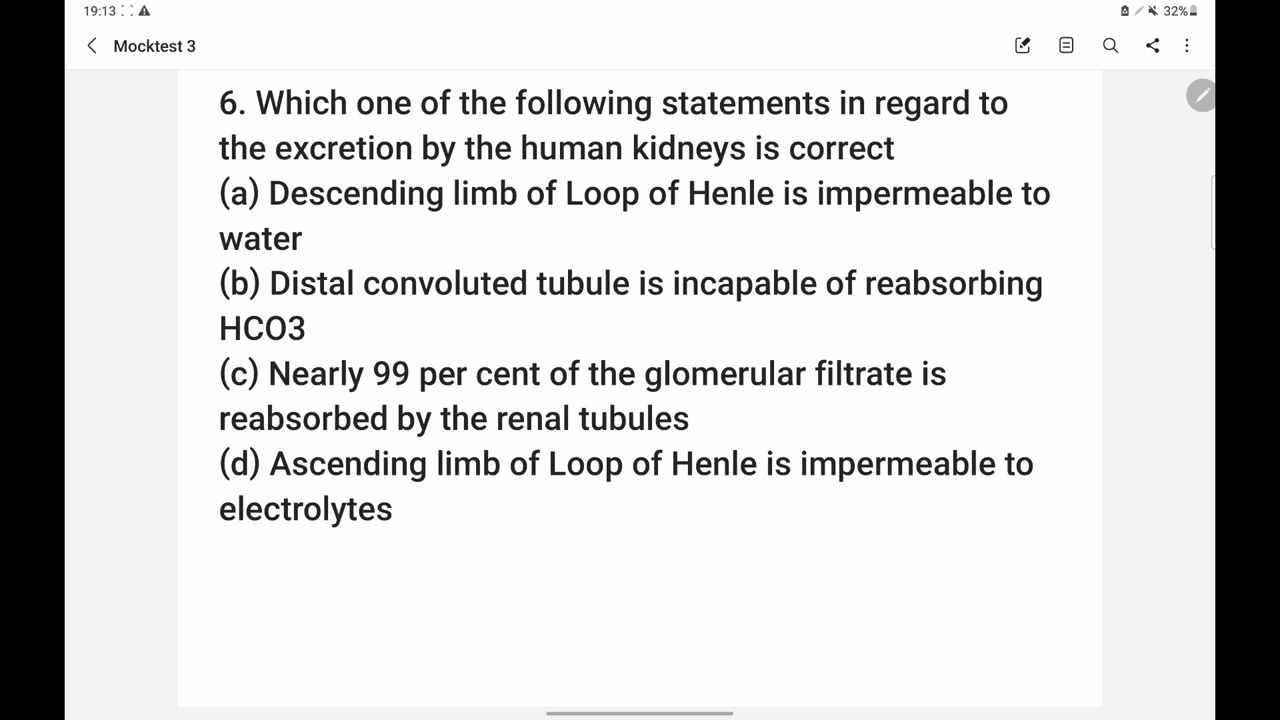 19:13
32%
Mocktest 3
6. Which one of the following statements in regard to
the excretion by the human kidneys is correct
(a) Descending limb of Loop of Henle is impermeable to
water
(b) Distal convoluted tubule is incapable of reabsorbing
HCO3
(c) Nearly 99 per cent of the glomerular filtrate is
reabsorbed by the renal tubules
(d) Ascending limb of Loop of Henle is impermeable to
electrolytes